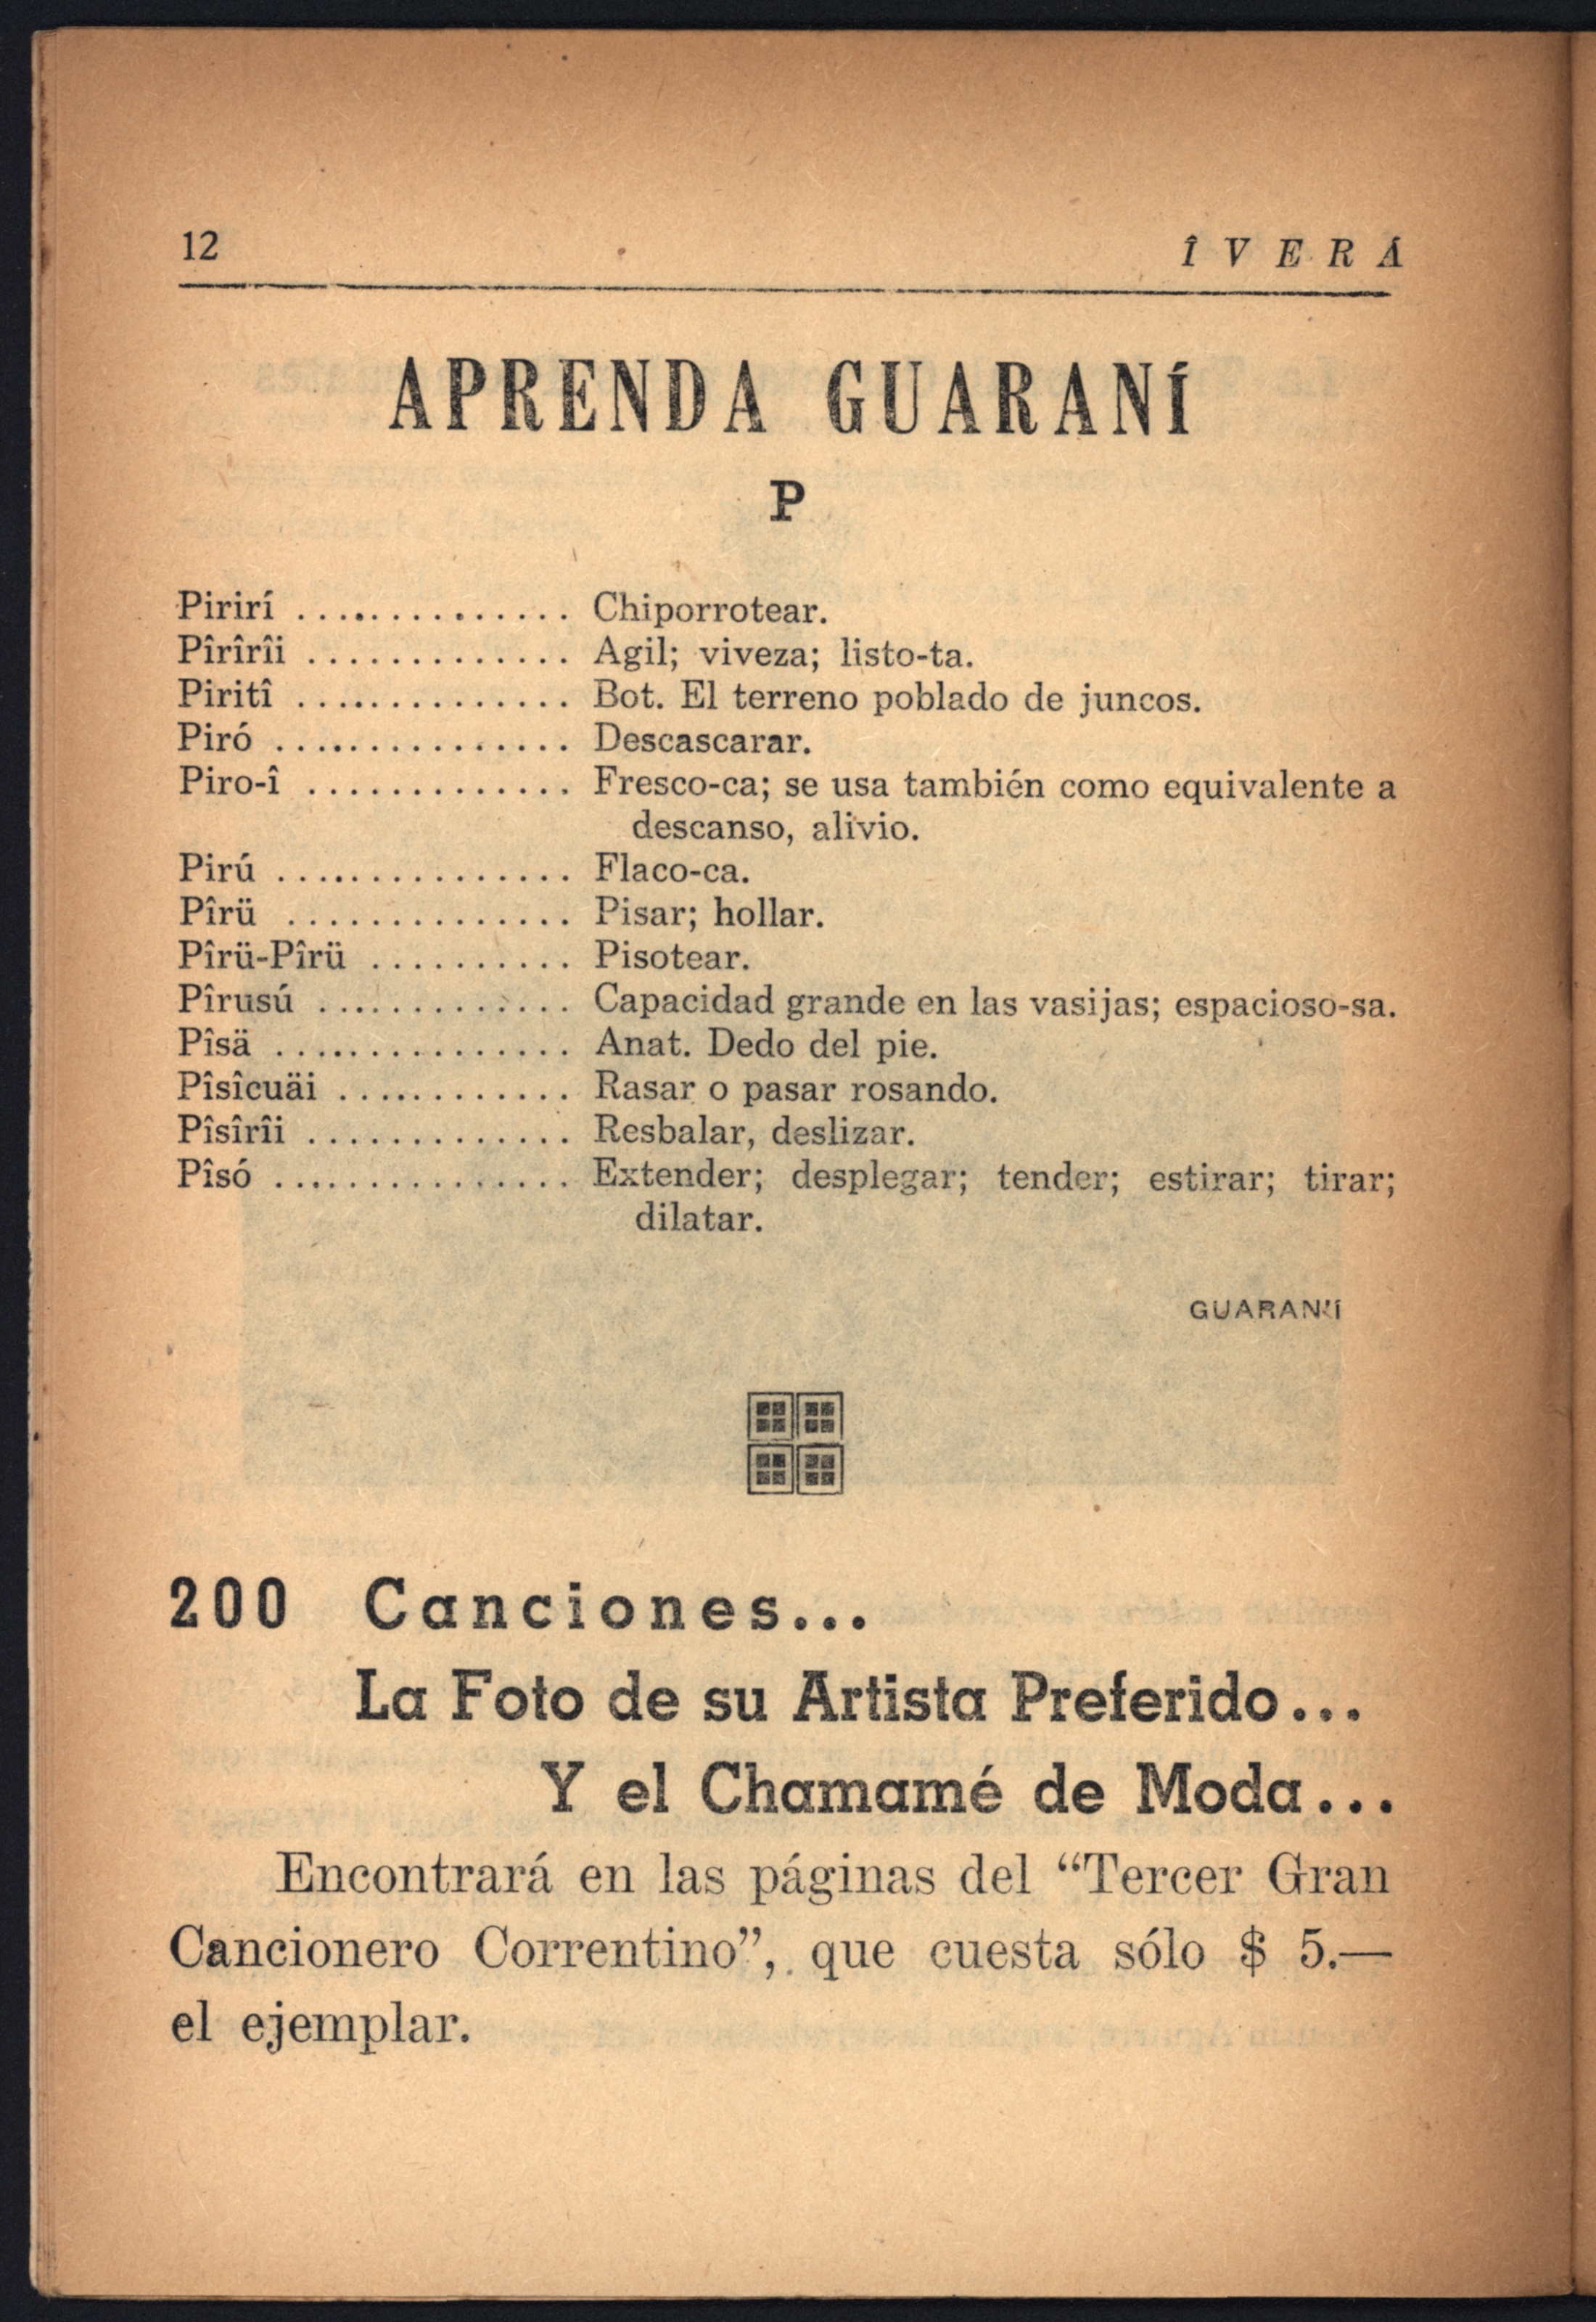 12
ÎVERÁ
APRENDA GUARANÍ
P
Pirirí .............. Chiporrotear.
Pîrîrîi ............. Agil; viveza; listo-ta.
Piritî .............. Bot. El terreno poblado de juncos.
Piró ............... Descascarar.
Piro-î ............. Fresco-ca; se usa también como equivalente a
descanso, alivio.
Pirú ............... Flaco-ca.
Pîrü .............. Pisar; hollar.
Pîrü-Pîrü .......... Pisotear.
Pîrusú ............. Capacidad grande en las vasijas; espacioso-sa.
Pîsä ............... Anat. Dedo del pie.
Pîsîcuäi ............ Rasar o pasar rosando.
Pîsîrîi ............. Resbalar, deslizar.
Pîsó ............... Extender; desplegar; tender; estirar; tirar;
dilatar.
GUARANÍ
200 Canciones...
La Foto de su Artista Preferido...
Y el Chamamé de Moda...
Encontrará en las páginas del “Tercer Gran
Cancionero Correntino”, que cuesta sólo $ 5.—
el ejemplar.